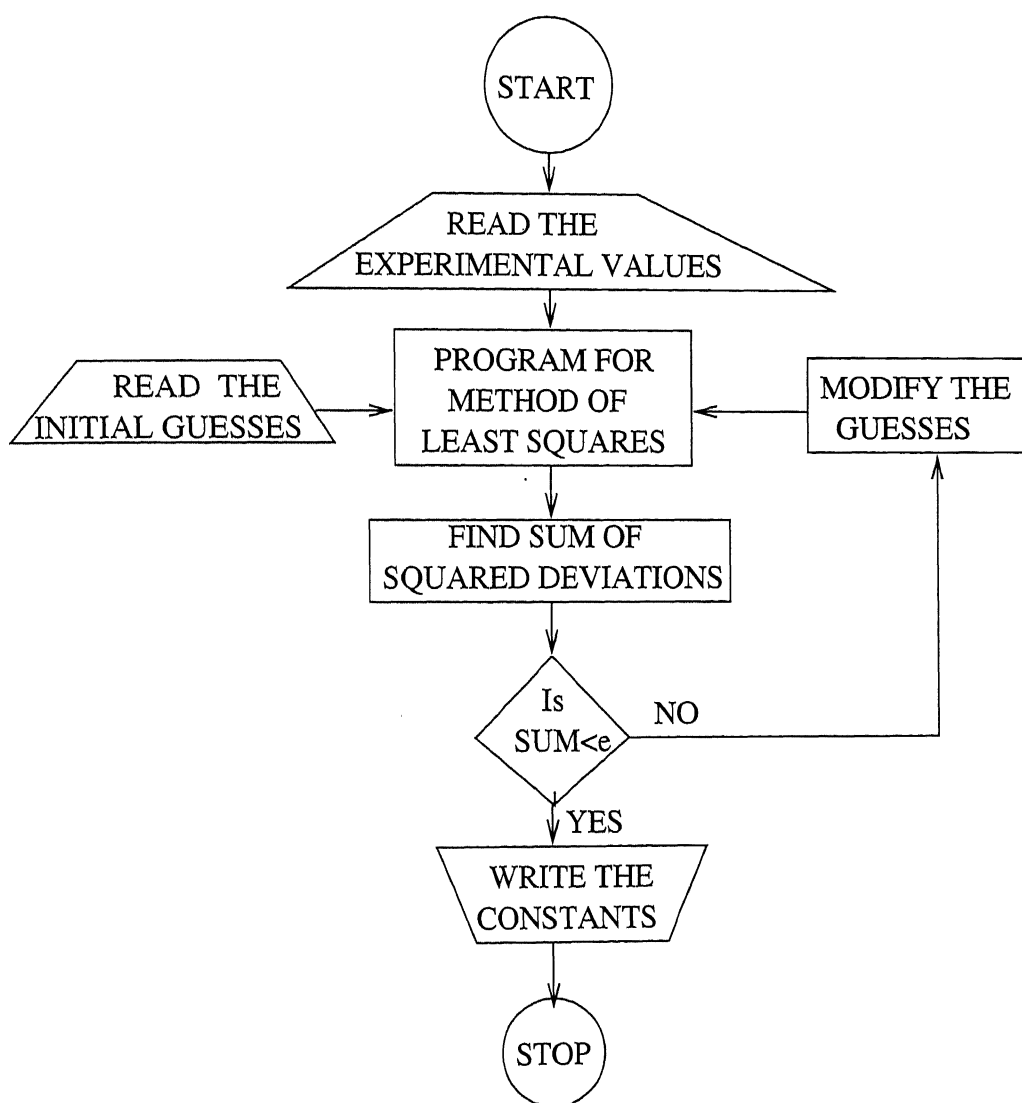 START
READ THE
EXPERIMENTAL VALUES
PROGRAM FOR
METHOD OF
LEAST SQUARES
READ THE
INITIAL GUESSES
MODIFY THE
GUESSES
FIND SUM OF
SQUARED DEVIATIONS
Is
SUM<e
NO
YES
WRITE THE
CONSTANTS
STOP